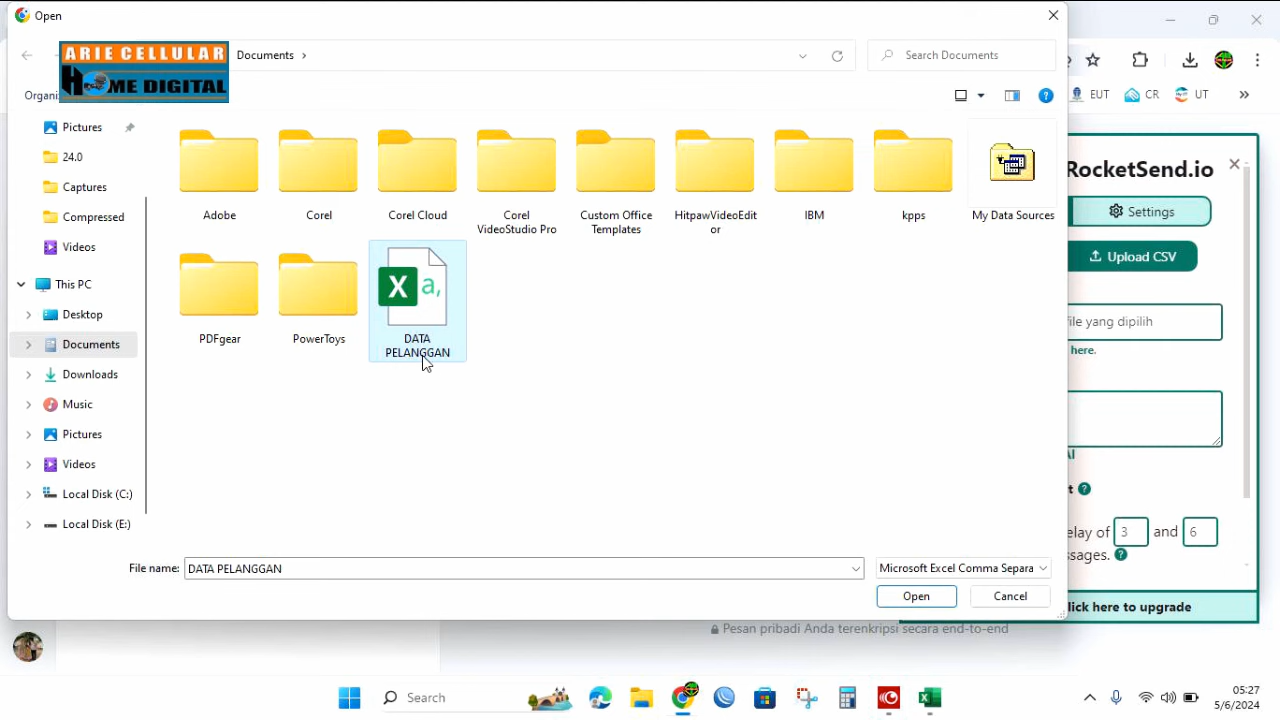 Open
ARIE CELLULAR
HOME DIGITAL
Documents
Search Documents
Organi
EUT
CR
UT
Pictures
24.0
Captures
Compressed
Videos
This PC
Desktop
Documents
Downloads
Music
Pictures
Videos
Local Disk (C:)
Local Disk (E:)
Adobe
Corel
Corel Cloud
Corel
VideoStudio Pro
Custom Office
Templates
HitpawVideoEdit
or
IBM
kpps
My Data Sources
PDFgear
PowerToys
DATA
PELANGGAN
File name:
DATA PELANGGAN
Microsoft Excel Comma Separa
Open
Cancel
RocketSend.io
Settings
Upload CSV
file yang dipilih
here.
AI
t
elay of 3 and 6
ssages.
lick here to upgrade
Pesan pribadi Anda terenkripsi secara end-to-end
Search
05:27
5/6/2024